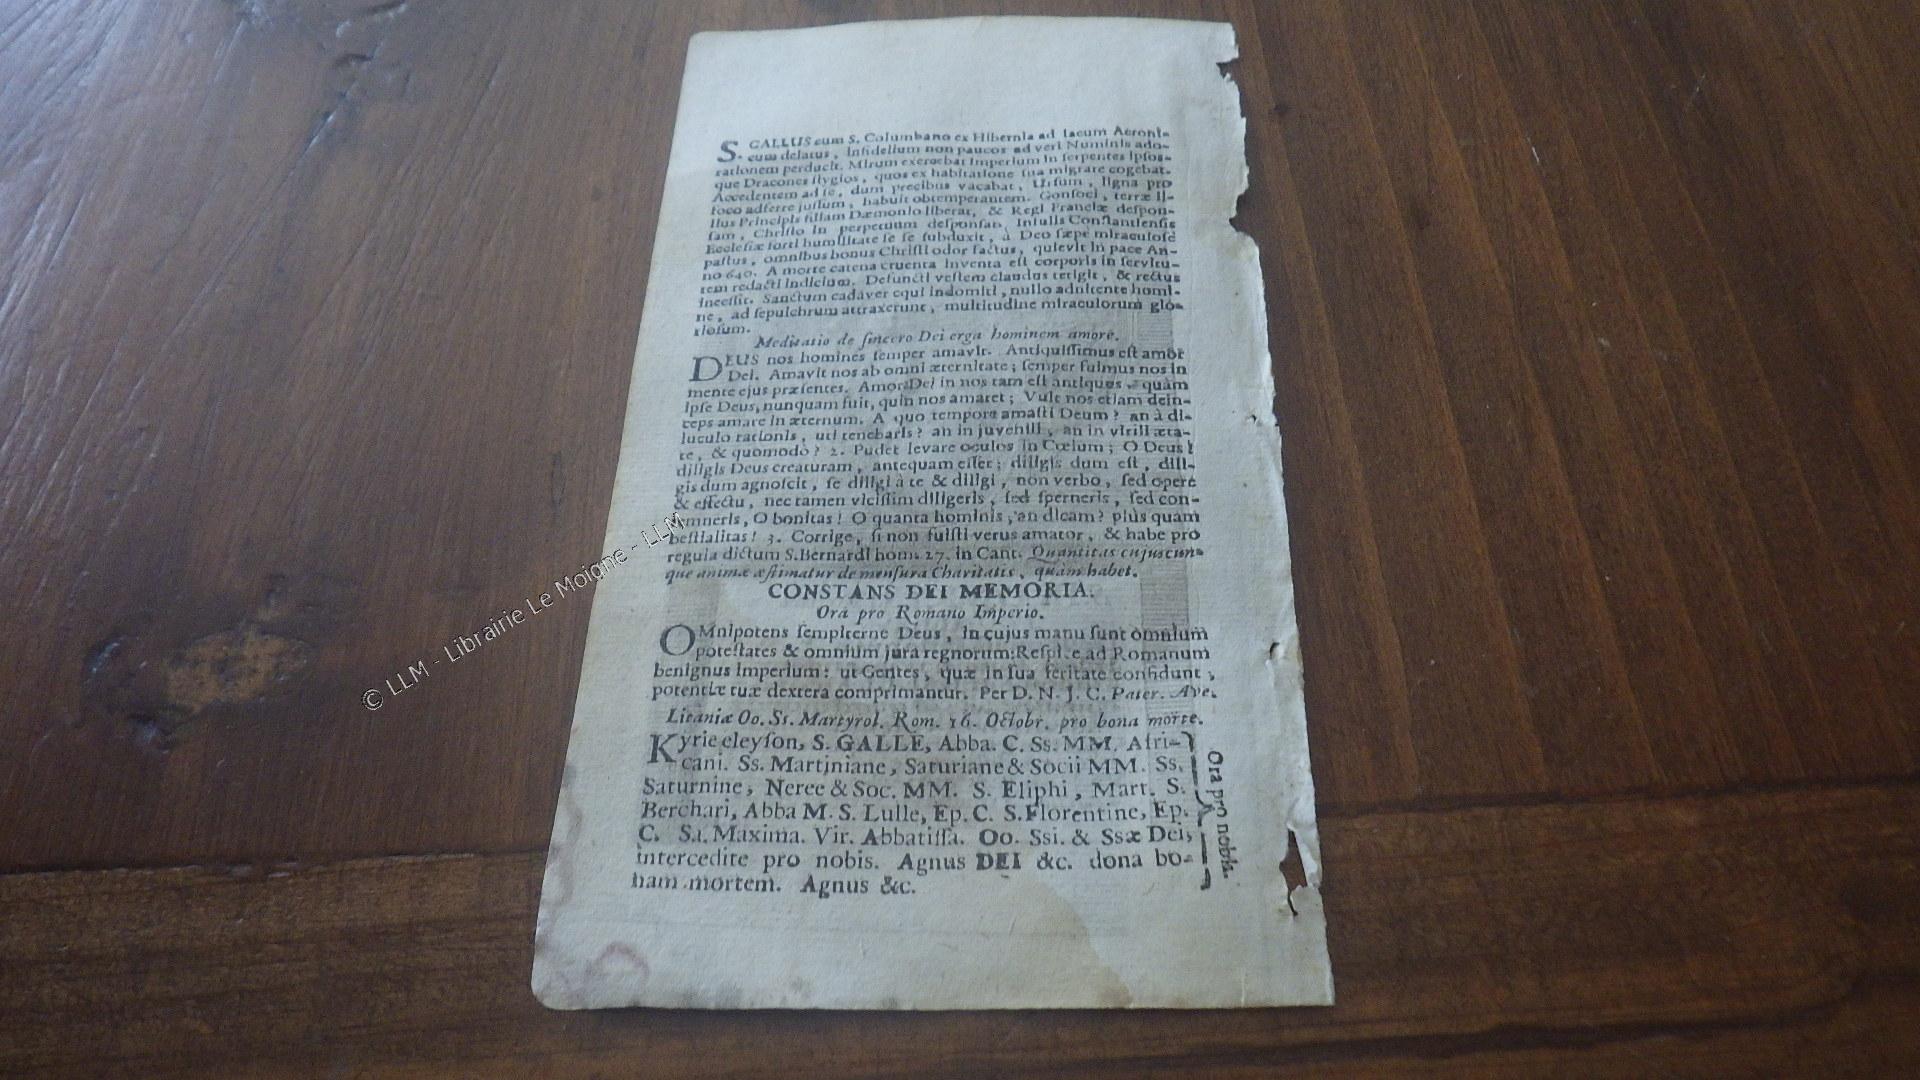 S. GALLUS cum S. Columbano ex Hibernia ad lacum Acroni-
cum delatus, Infidelium non paucos ad veri Numinis ado-
rationem perducit. Mirum exercebat Imperium in serpentes ipsos-
que Dracones stygios, quos ex habitatione sua migrare cogebat.
Accedentem ad se, dum precibus vacabat, Ursum, ligna pro
foco adferre jussum, habuit obtemperantem. Gonsoci, terræ il-
lius Principis filiam Dæmonio liberat, & Regi Franciæ despon-
sam, Christo in perpetuum desponsat. Insulis Constantiensis
Ecclesiæ forti humilitate se se subduxit, à Deo sæpe miraculosè
pastus, omnibus bonus Christi odor factus, quievit in pace An-
no 640. A morte catena cruenta inventa est corporis in servitu-
tem redacti indicium. Defuncti vestem claudus tetigit, & rectus
incessit. Sanctum cadaver equi indomiti, nullo adnitente homi-
ne, ad sepulchrum attraxerunt, multitudine miraculorum glo-
riosum.
Meditatio de sincero Dei erga hominem amore.
DEUS nos homines semper amavit. Antiquissimus est amor
Dei. Amavit nos ab omni æternitate; semper fuimus nos in
mente ejus præsentes. Amor Dei in nos tam est antiquus quàm
ipse Deus, nunquam fuit, quin nos amaret; Vult nos etiam dein-
ceps amare in æternum. A quo tempore amasti Deum? an à di-
luculo rationis, uti tenebaris? an in juvenili, an in virili æta-
te, & quomodò? 2. Pudet levare oculos in Cœlum; O Deus!
diligis Deus creaturam, antequam esset; diligis dum est, dili-
gis dum agnoscit, se diligi à te & diligi, non verbo, sed opere
& effectu, nec tamen vicissim diligeris, sed sperneris, sed con-
temneris, O bonitas! O quanta hominis, an dicam? plus quam
bestialitas! 3. Corrige, si non fuisti verus amator, & habe pro
regula dictum S. Bernardi hom. 27. in Cant. Quantitas cujuscun-
que animæ æstimatur de mensura Charitatis, quam habet.
CONSTANS DEI MEMORIA.
Ora pro Romano Imperio.
OMnipotens sempiterne Deus, in cujus manu sunt omnium
potestates & omnium jura regnorum: Respice ad Romanum
benignus Imperium: ut Gentes, quæ in sua feritate confidunt,
potentiæ tuæ dextera comprimantur. Per D. N. J. C. Pater. Ave.
Litaniæ Oo. Ss. Martyrol. Rom. 16. Octobr. pro bona morte.
Kyrie eleyson, S. GALLE, Abba. C. Ss. MM. Afri-
cani. Ss. Martiniane, Saturiane & Socii MM. Ss.
Saturnine, Neree & Soc. MM. S. Eliphi, Mart. S.
Berchari, Abba M. S. Lulle, Ep. C. S. Florentine, Ep.
C. Sa. Maxima. Vir. Abbatissa. Oo. Ssi. & Ssæ Dei,
intercedite pro nobis. Agnus DEI &c. dona bo-
nam mortem. Agnus &c.
Ora pro nobis.
© LLM - Librairie Le Moigne - LLM